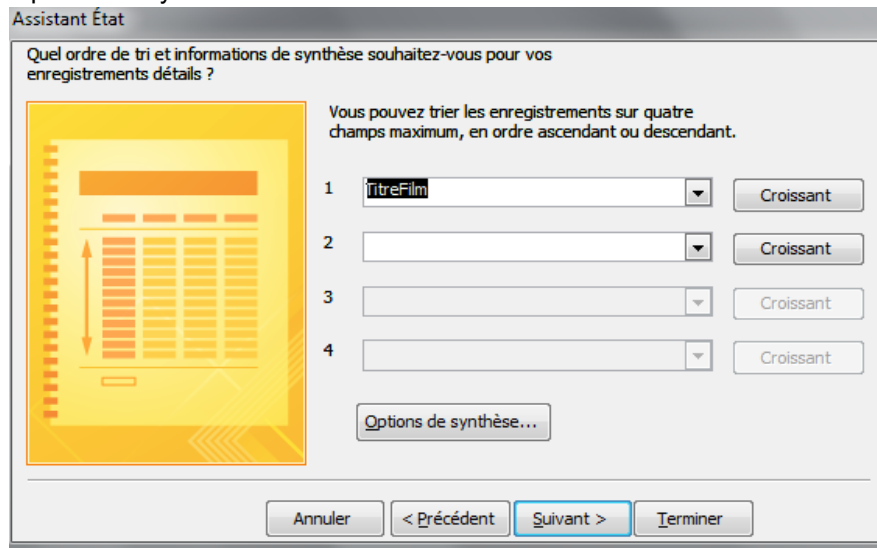 Assistant État
Quel ordre de tri et informations de synthèse souhaitez-vous pour vos
enregistrements détails ?
Vous pouvez trier les enregistrements sur quatre
champs maximum, en ordre ascendant ou descendant.
1 TitreFilm Croissant
2 Croissant
3 Croissant
4 Croissant
Options de synthèse...
Annuler < Précédent Suivant > Terminer